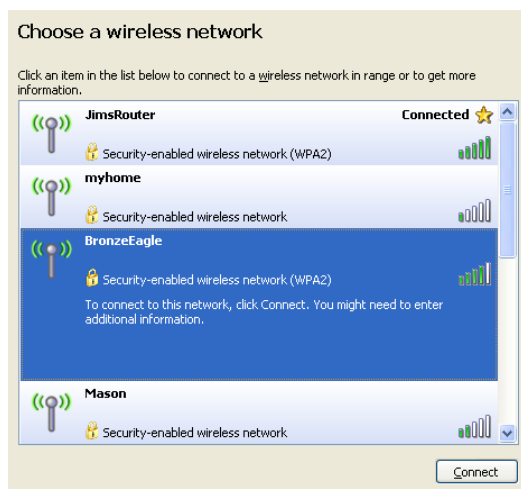 Choose a wireless network
Click an item in the list below to connect to a wireless network in range or to get more
information.
JimsRouter Connected
Security-enabled wireless network (WPA2)
myhome
Security-enabled wireless network
BronzeEagle
Security-enabled wireless network (WPA2)
To connect to this network, click Connect. You might need to enter
additional information.
Mason
Security-enabled wireless network
Connect